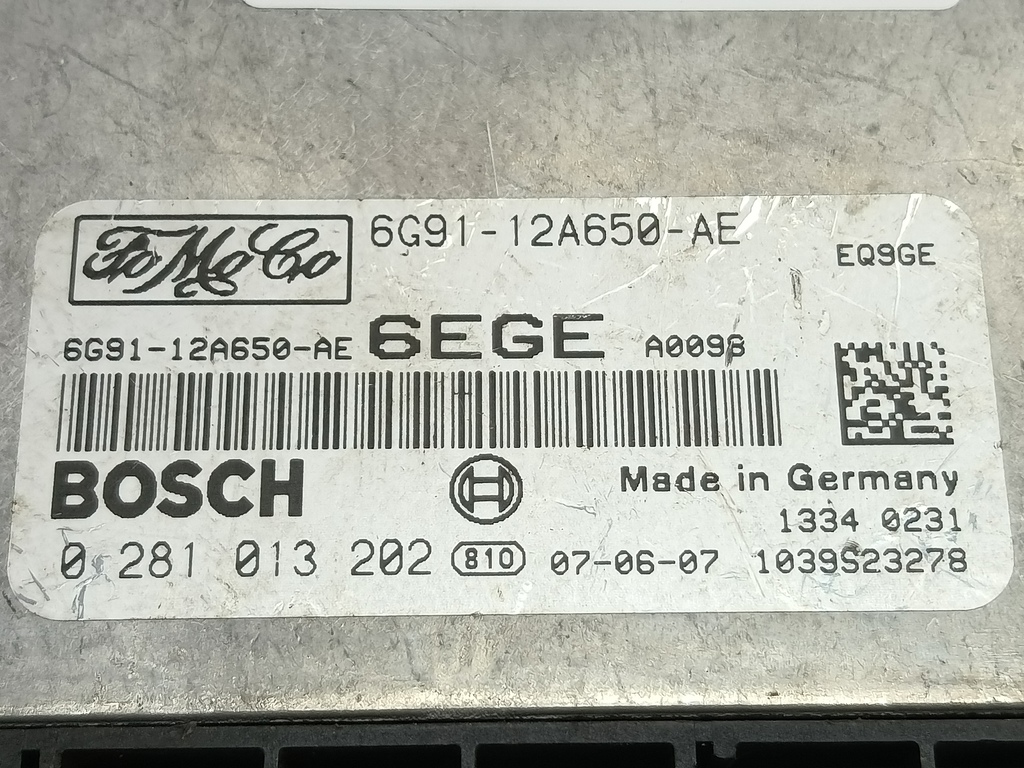 FoMoCo 6G91-12A650-AE EQ9GE
6G91-12A650-AE 6EGE
BOSCH Made in Germany
1334 0231
0 281 013 202 810 07-06-07 1039S23278